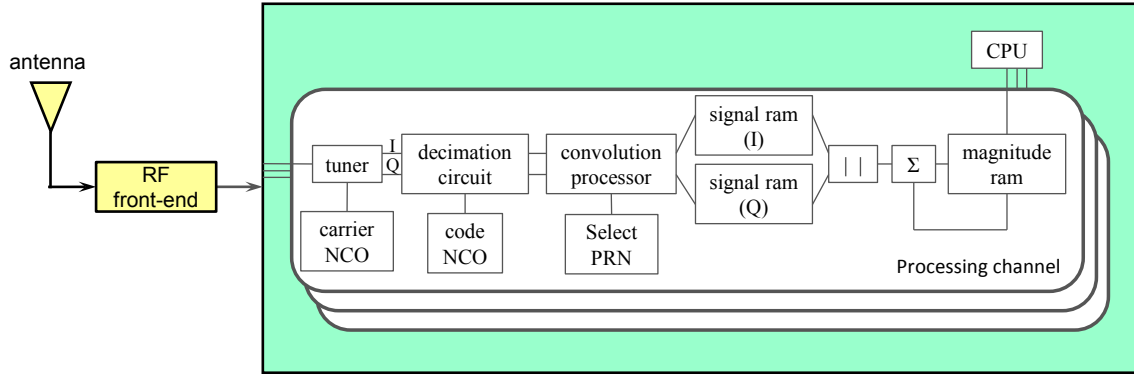 antenna
RF
front-end
CPU
tuner
I
Q
decimation
circuit
convolution
processor
signal ram
(I)
signal ram
(Q)
| |
Σ
magnitude
ram
carrier
NCO
code
NCO
Select
PRN
Processing channel